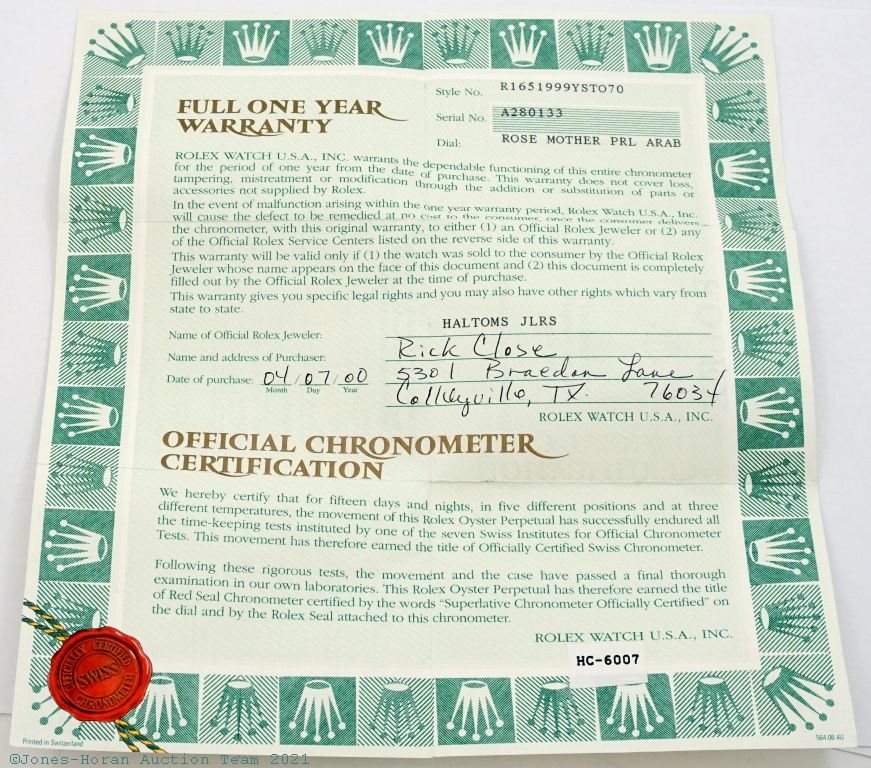 FULL ONE YEAR
WARRANTY
Style No. R1651999YSTO70
Serial No. A280133
Dial: ROSE MOTHER PRL ARAB
ROLEX WATCH U.S.A., INC. warrants the dependable functioning of this entire chronometer
for the period of one year from the date of purchase. This warranty does not cover loss,
tampering, mistreatment or modification through the addition or substitution of parts or
accessories not supplied by Rolex.
In the event of malfunction arising within the one year warranty period, Rolex Watch U.S.A., Inc.
will cause the defect to be remedied at no cost to the consumer, once the consumer delivers
the chronometer, with this original warranty, to either (1) an Official Rolex Jeweler or (2) any
of the Official Rolex Service Centers listed on the reverse side of this warranty.
This warranty will be valid only if (1) the watch was sold to the consumer by the Official Rolex
Jeweler whose name appears on the face of this document and (2) this document is completely
filled out by the Official Rolex Jeweler at the time of purchase.
This warranty gives you specific legal rights and you may also have other rights which vary from
state to state.
Name of Official Rolex Jeweler: HALTOMS JLRS
Name and address of Purchaser: Rick Close
Date of purchase: 04/07/00 5301 Braedon Lane
Month Day Year
Colleyville, TX. 76034
ROLEX WATCH U.S.A., INC.
OFFICIAL CHRONOMETER
CERTIFICATION
We hereby certify that for fifteen days and nights, in five different positions and at three
different temperatures, the movement of this Rolex Oyster Perpetual has successfully endured all
the time-keeping tests instituted by one of the seven Swiss Institutes for Official Chronometer
Tests. This movement has therefore earned the title of Officially Certified Swiss Chronometer.
Following these rigorous tests, the movement and the case have passed a final thorough
examination in our own laboratories. This Rolex Oyster Perpetual has therefore earned the title
of Red Seal Chronometer certified by the words “Superlative Chronometer Officially Certified” on
the dial and by the Rolex Seal attached to this chronometer.
ROLEX WATCH U.S.A., INC.
HC-6007
OFFICIALLY CERTIFIED
SWISS
CHRONOMETER
Printed in Switzerland
564.06 4U
©Jones-Horan Auction Team 2021